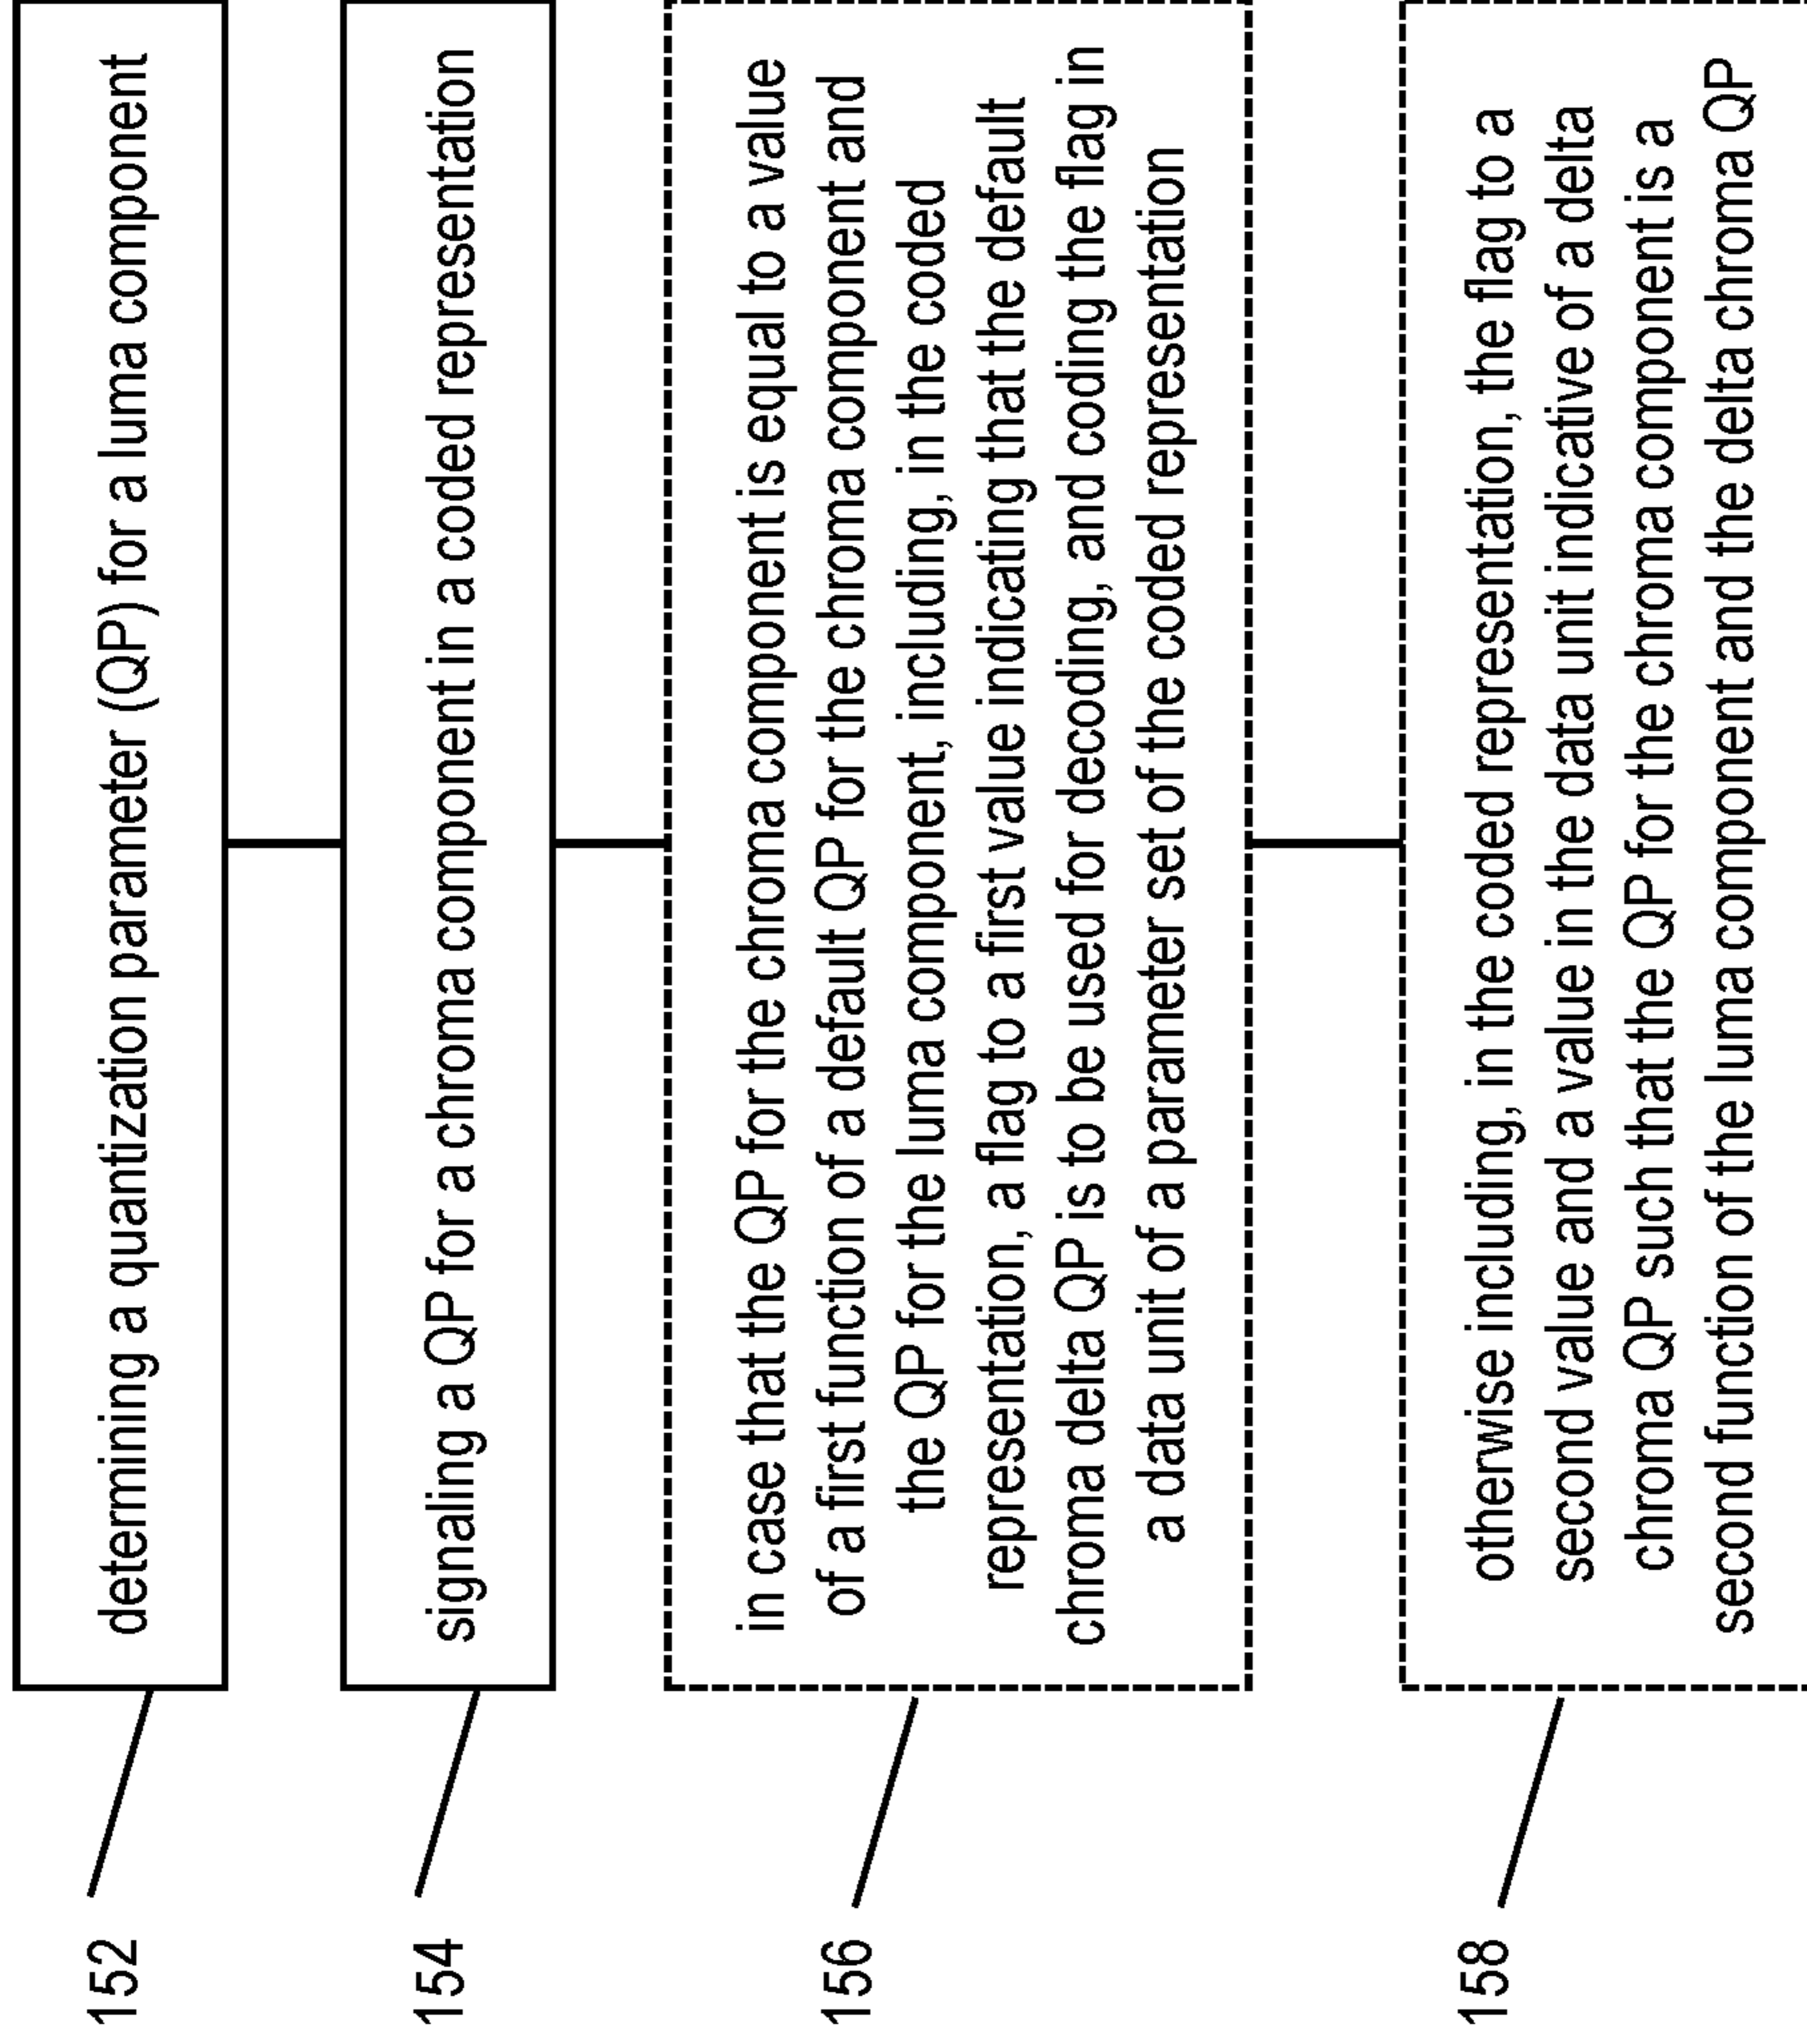 152
determining a quantization parameter (QP) for a luma component
154
signaling a QP for a chroma component in a coded representation
156
in case that the QP for the chroma component is equal to a value
of a first function of a default QP for the chroma component and
the QP for the luma component, including, in the coded
representation, a flag to a first value indicating that the default
chroma delta QP is to be used for decoding, and coding the flag in
a data unit of a parameter set of the coded representation
158
otherwise including, in the coded representation, the flag to a
second value and a value in the data unit indicative of a delta
chroma QP such that the QP for the chroma component is a
second function of the luma component and the delta chroma QP